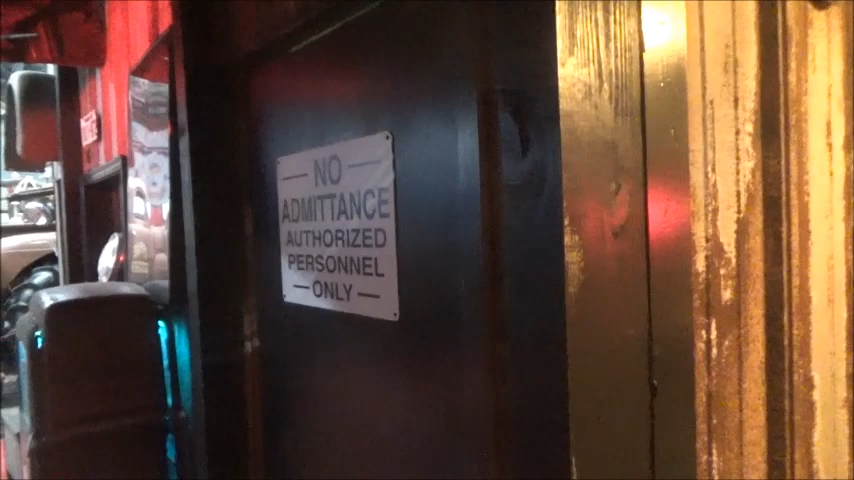 NO
ADMITTANCE
AUTHORIZED
PERSONNEL
ONLY